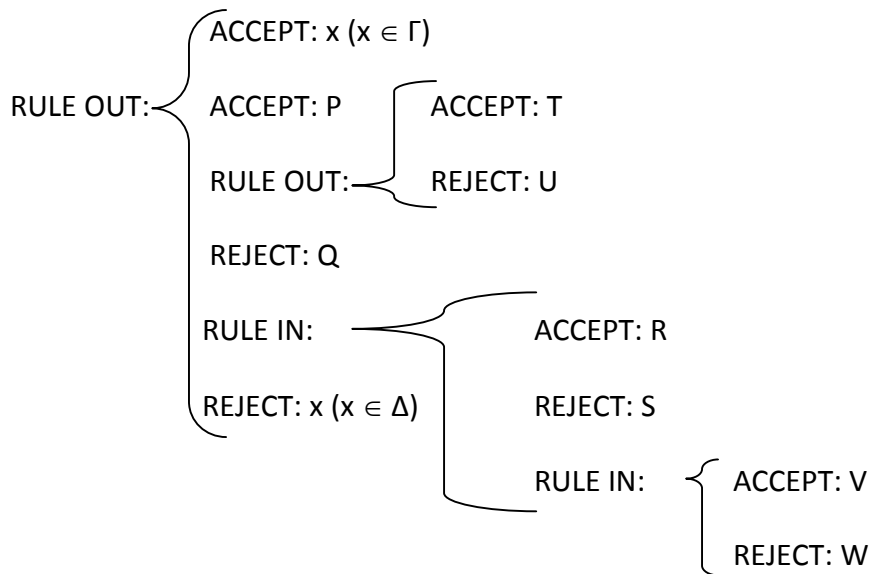 ACCEPT: x (x ∈ Γ)
RULE OUT: ACCEPT: P ACCEPT: T
RULE OUT: REJECT: U
REJECT: Q
RULE IN: ACCEPT: R
REJECT: x (x ∈ Δ) REJECT: S
RULE IN: ACCEPT: V
REJECT: W